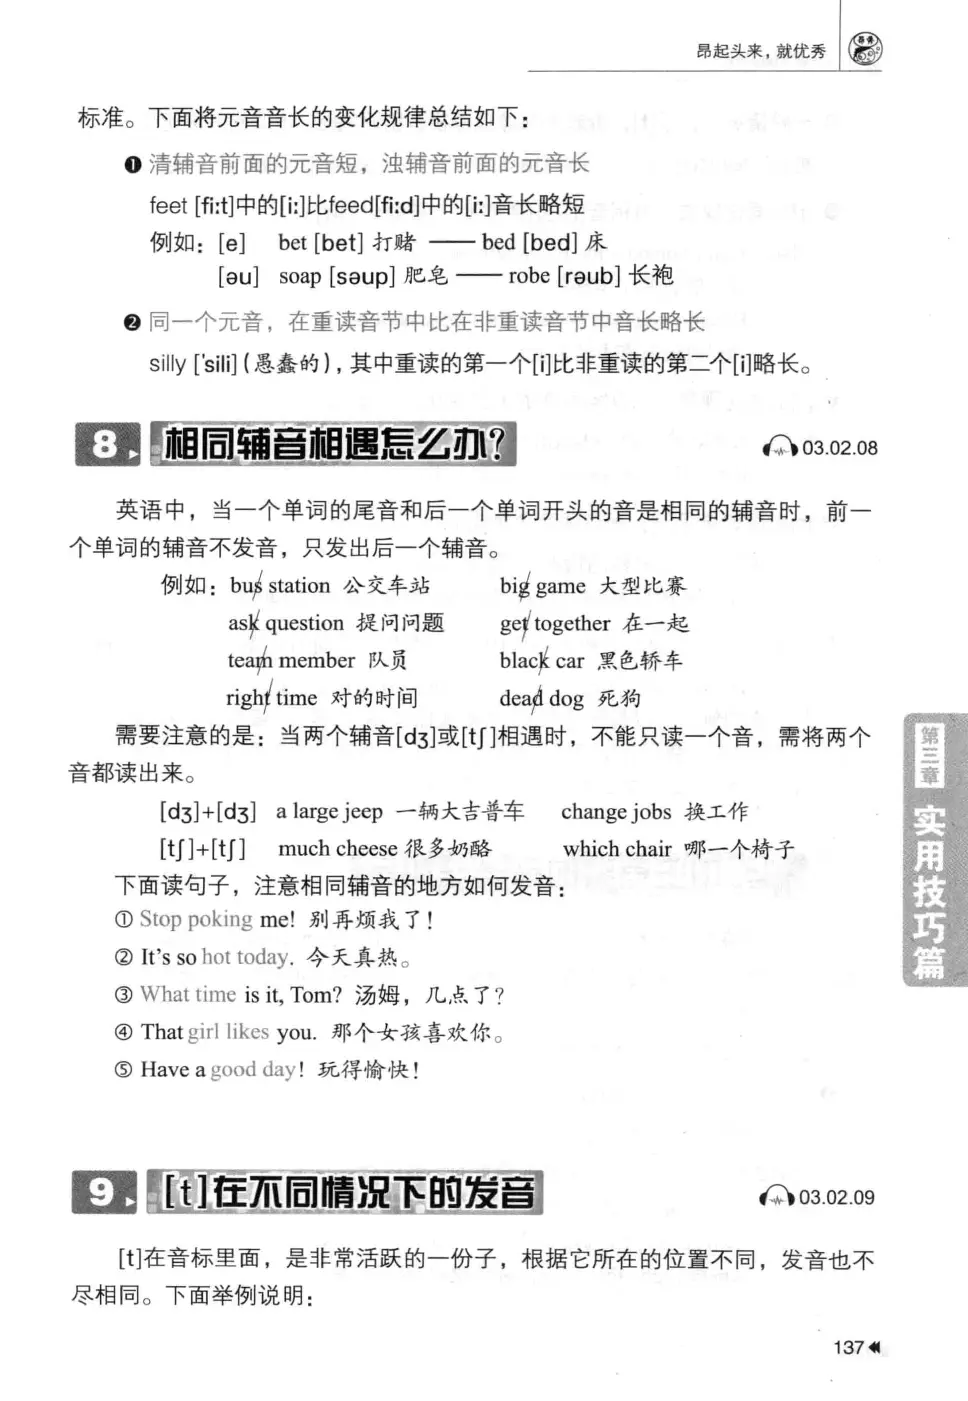 昂起头来，就优秀
标准。下面将元音音长的变化规律总结如下：
❶ 清辅音前面的元音短，浊辅音前面的元音长
feet [fi:t]中的[i:]比feed[fi:d]中的[i:]音长略短
例如：[e] bet [bet] 打赌 —— bed [bed] 床
[əu] soap [səup] 肥皂 —— robe [rəub] 长袍
❷ 同一个元音，在重读音节中比在非重读音节中音长略长
silly ['sili] (愚蠢的)，其中重读的第一个[i]比非重读的第二个[i]略长。
8 相同辅音相遇怎么办？ 03.02.08
英语中，当一个单词的尾音和后一个单词开头的音是相同的辅音时，前一
个单词的辅音不发音，只发出后一个辅音。
例如：bus station 公交车站 big game 大型比赛
ask question 提问问题 get together 在一起
team member 队员 black car 黑色轿车
right time 对的时间 dead dog 死狗
需要注意的是：当两个辅音[dʒ]或[tʃ]相遇时，不能只读一个音，需将两个
音都读出来。
[dʒ]+[dʒ] a large jeep 一辆大吉普车 change jobs 换工作
[tʃ]+[tʃ] much cheese 很多奶酪 which chair 哪一个椅子
下面读句子，注意相同辅音的地方如何发音：
① Stop poking me! 别再烦我了！
② It's so hot today. 今天真热。
③ What time is it, Tom? 汤姆，几点了？
④ That girl likes you. 那个女孩喜欢你。
⑤ Have a good day! 玩得愉快！
9 [t]在不同情况下的发音 03.02.09
[t]在音标里面，是非常活跃的一份子，根据它所在的位置不同，发音也不
尽相同。下面举例说明：
第三章 实用技巧篇
137